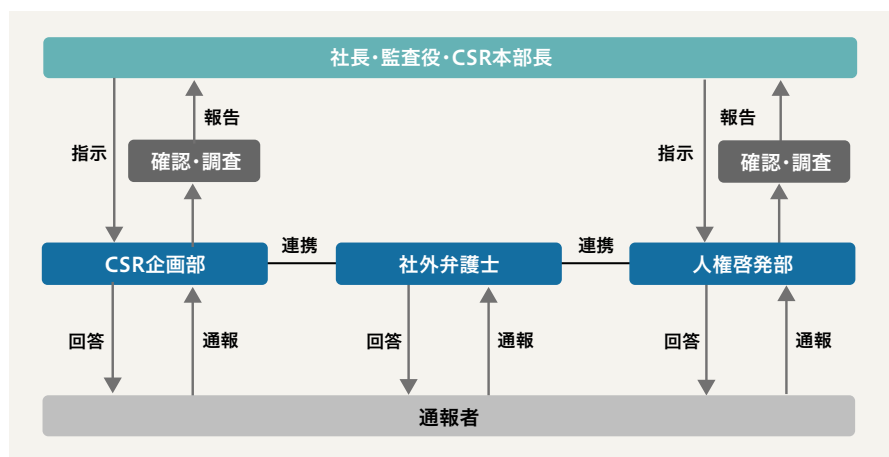 社長・監査役・CSR本部長
報告
報告
指示
確認・調査
指示
確認・調査
連携
連携
CSR企画部
社外弁護士
人権啓発部
回答
通報
回答
通報
回答
通報
通報者